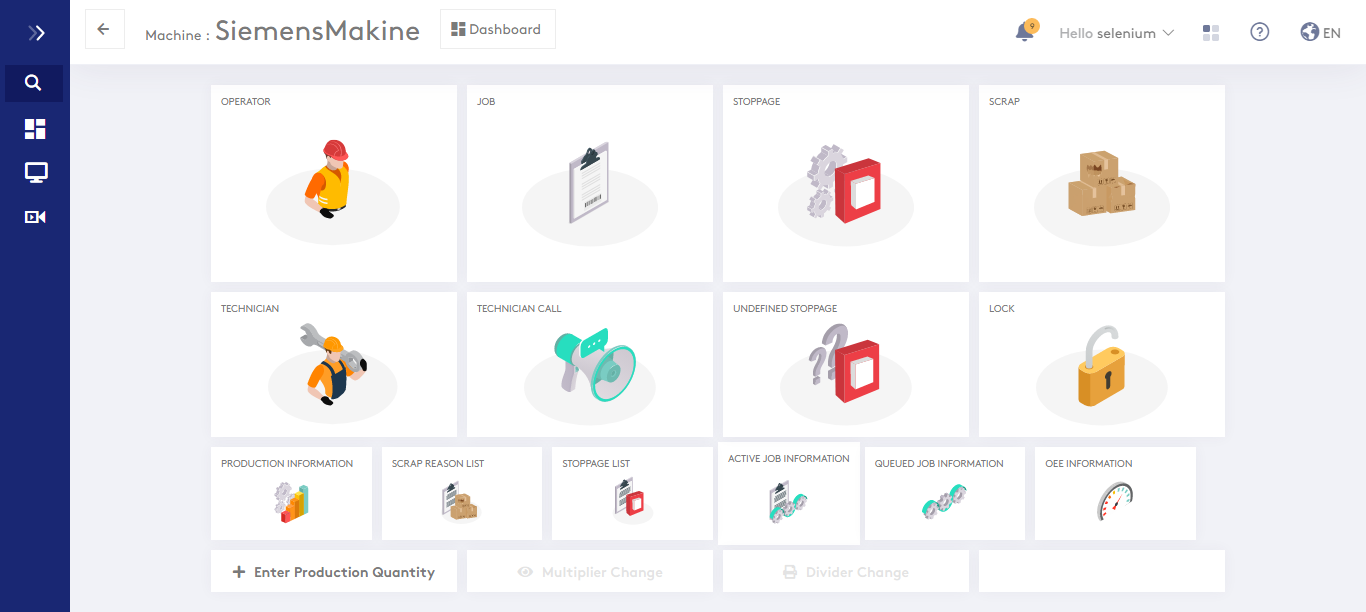 Machine : SiemensMakine
Dashboard
9
Hello selenium
EN
OPERATOR
JOB
STOPPAGE
SCRAP
TECHNICIAN
TECHNICIAN CALL
UNDEFINED STOPPAGE
LOCK
PRODUCTION INFORMATION
SCRAP REASON LIST
STOPPAGE LIST
ACTIVE JOB INFORMATION
QUEUED JOB INFORMATION
OEE INFORMATION
Enter Production Quantity
Multiplier Change
Divider Change